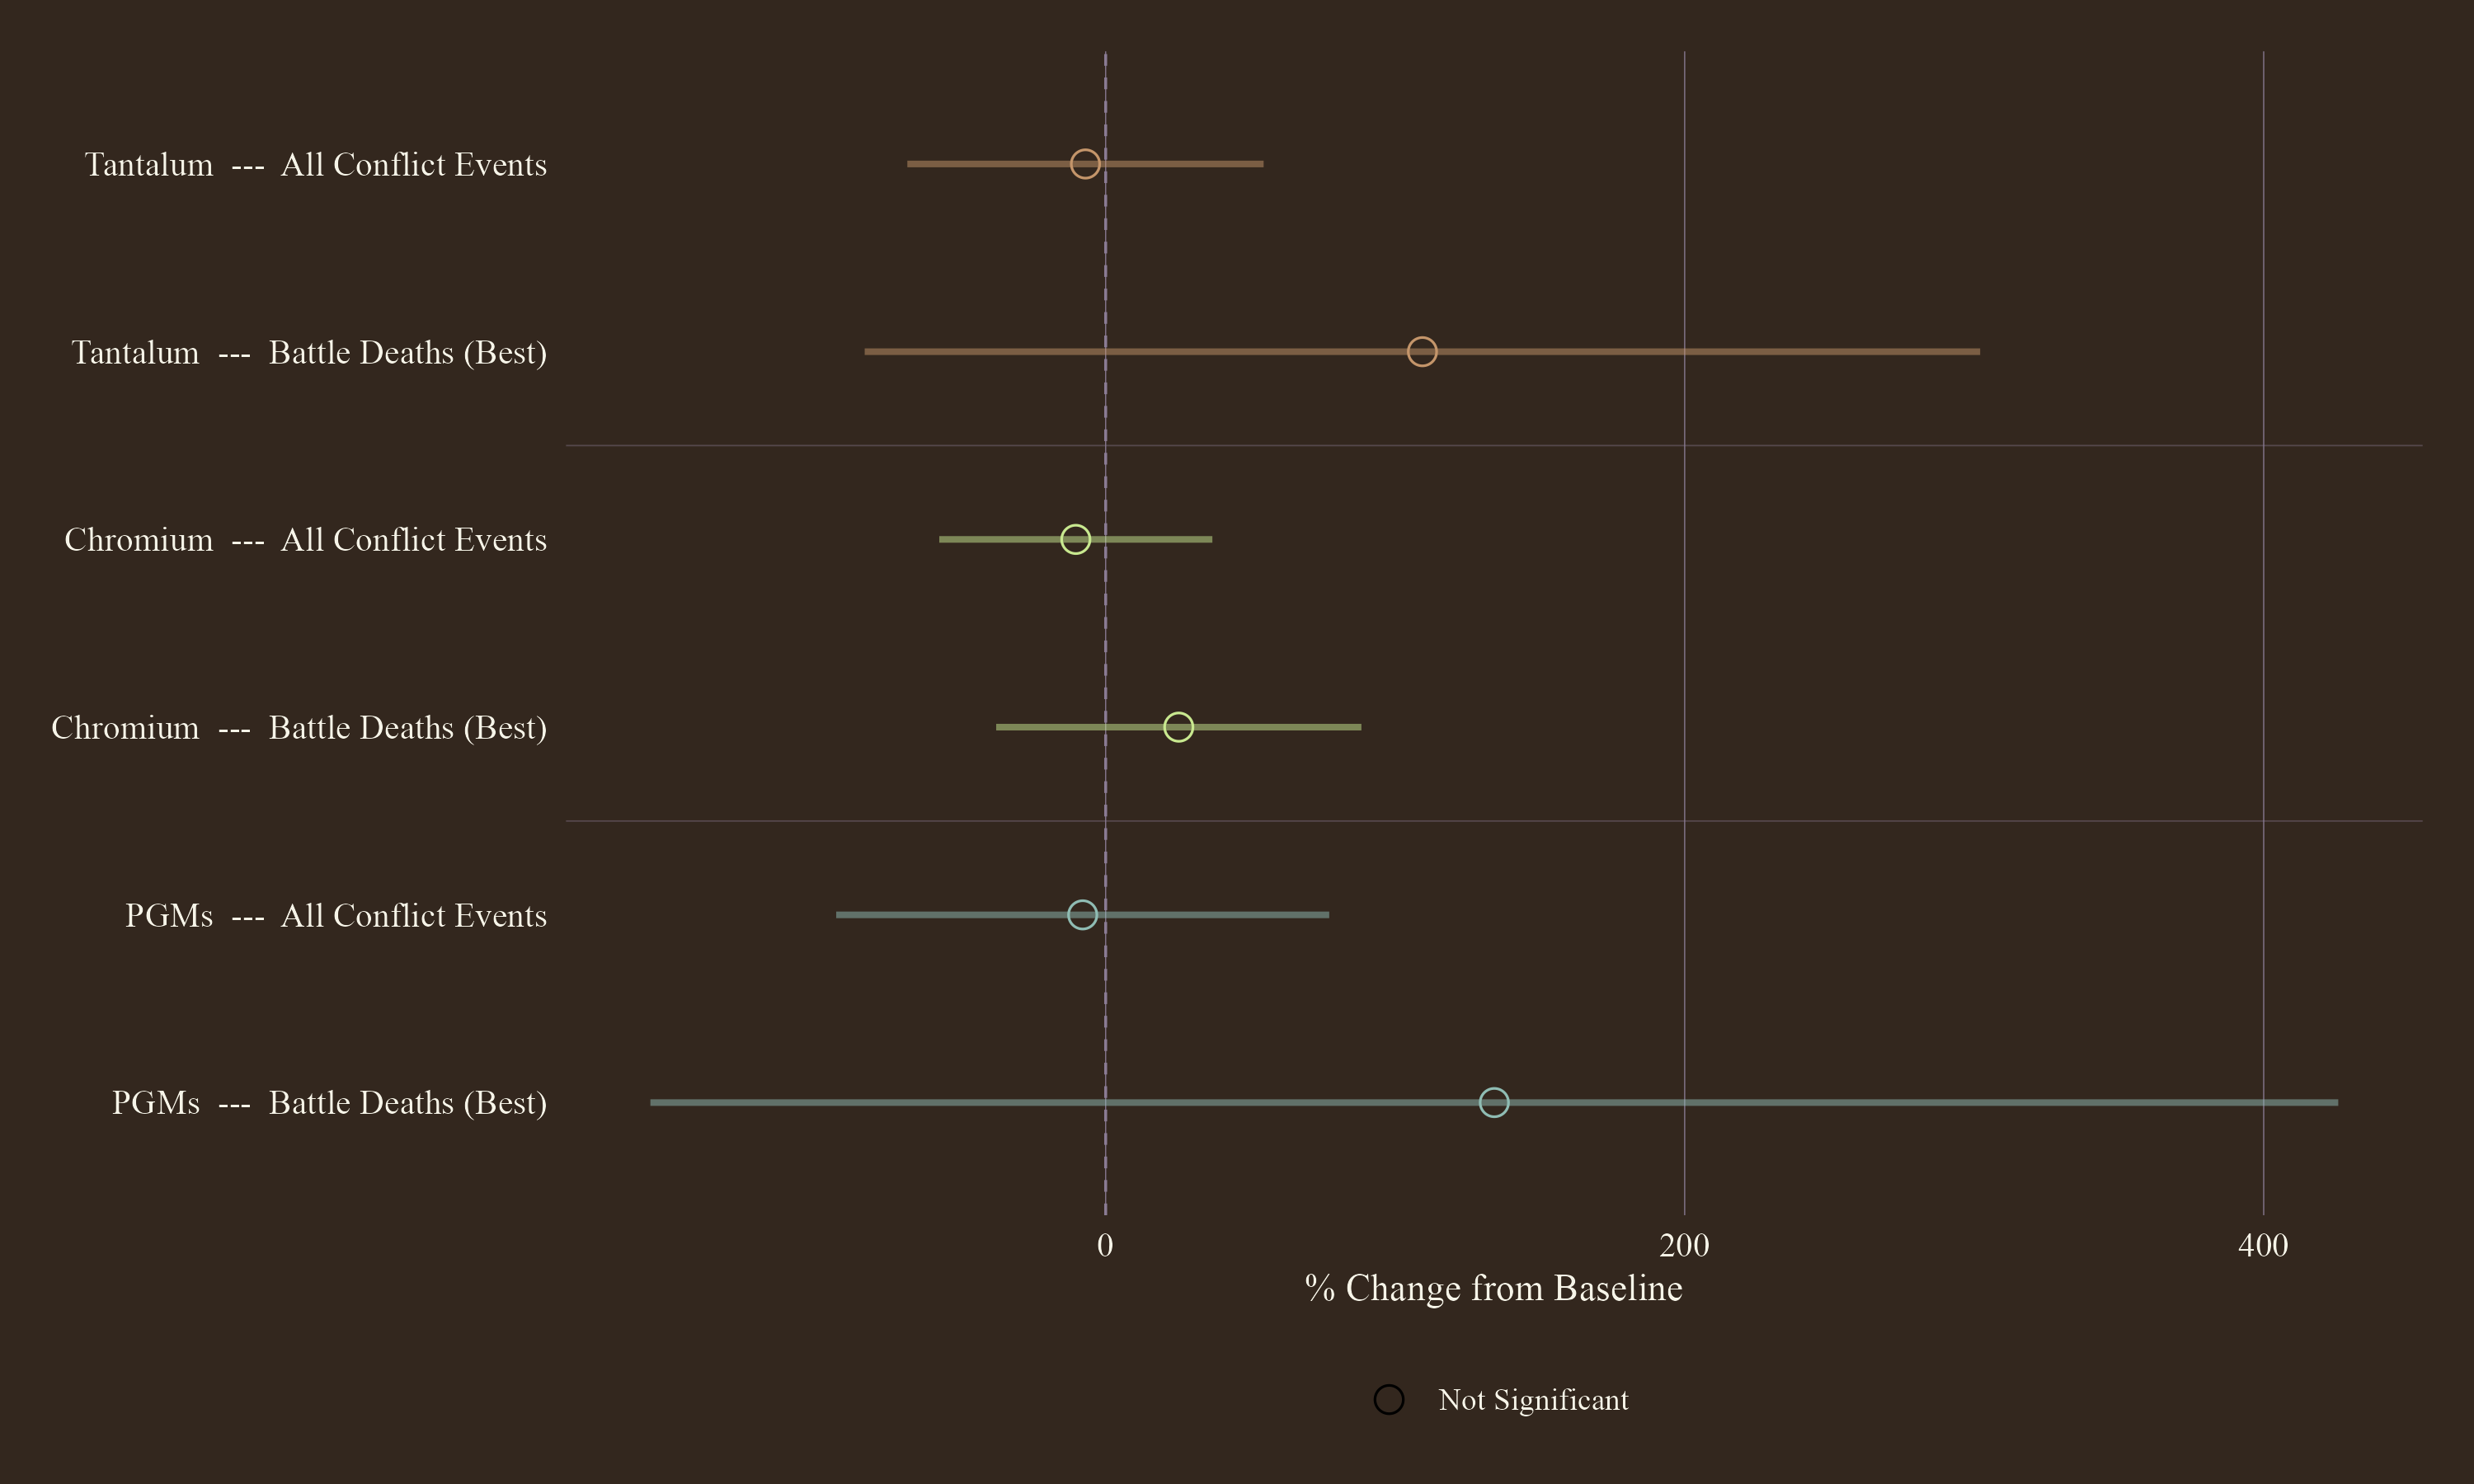 Tantalum --- All Conflict Events
Tantalum --- Battle Deaths (Best)
Chromium --- All Conflict Events
Chromium --- Battle Deaths (Best)
PGMs --- All Conflict Events
PGMs --- Battle Deaths (Best)
0 200 400
% Change from Baseline
Not Significant